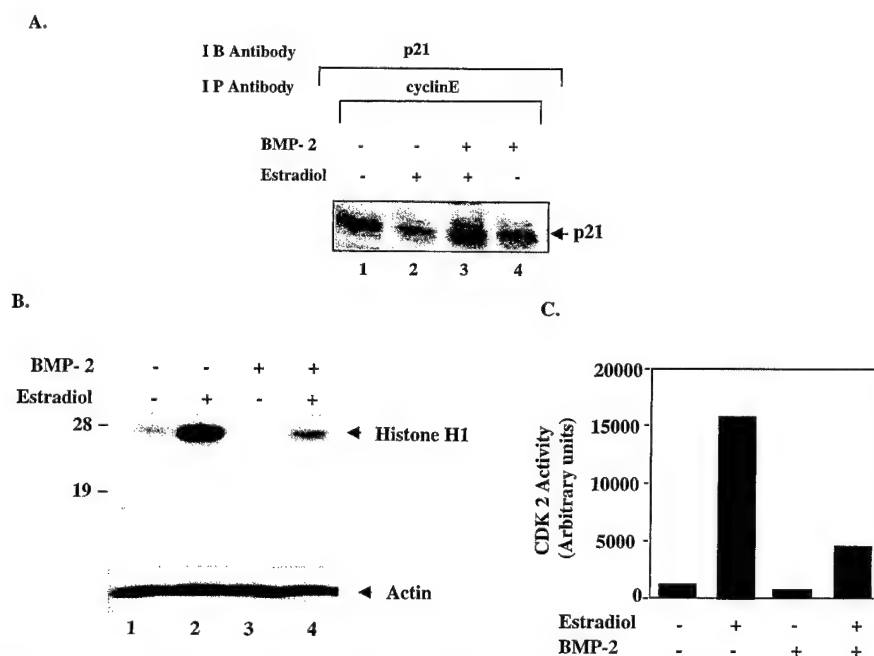 A.
I B Antibody p21
I P Antibody cyclinE
BMP- 2 - - + +
Estradiol - + + -
p21
1 2 3 4
B.
BMP- 2 - - + +
Estradiol - + - +
28 –
Histone H1
19 –
Actin
1 2 3 4
C.
20000
15000
10000
5000
0
CDK 2 Activity
(Arbitrary units)
Estradiol - + - +
BMP-2 - - + +